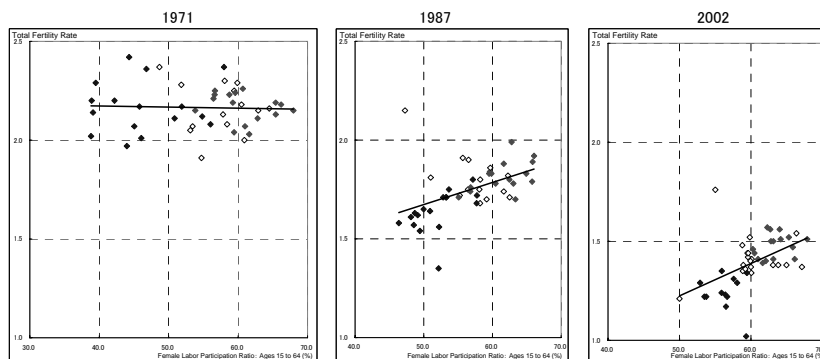 1971
1987
2002
Total Fertility Rate
2.5
2.0
1.5
1.0
30.0 40.0 50.0 60.0 70.0
Female Labor Participation Ratio: Ages 15 to 64 (%)
Total Fertility Rate
2.5
2.0
1.5
1.0
40.0 50.0 60.0 70.0
Female Labor Participation Ratio: Ages 15 to 64 (%)
Total Fertility Rate
2.5
2.0
1.5
1.0
40.0 50.0 60.0 70.0
Female Labor Participation Ratio: Ages 15 to 64 (%)